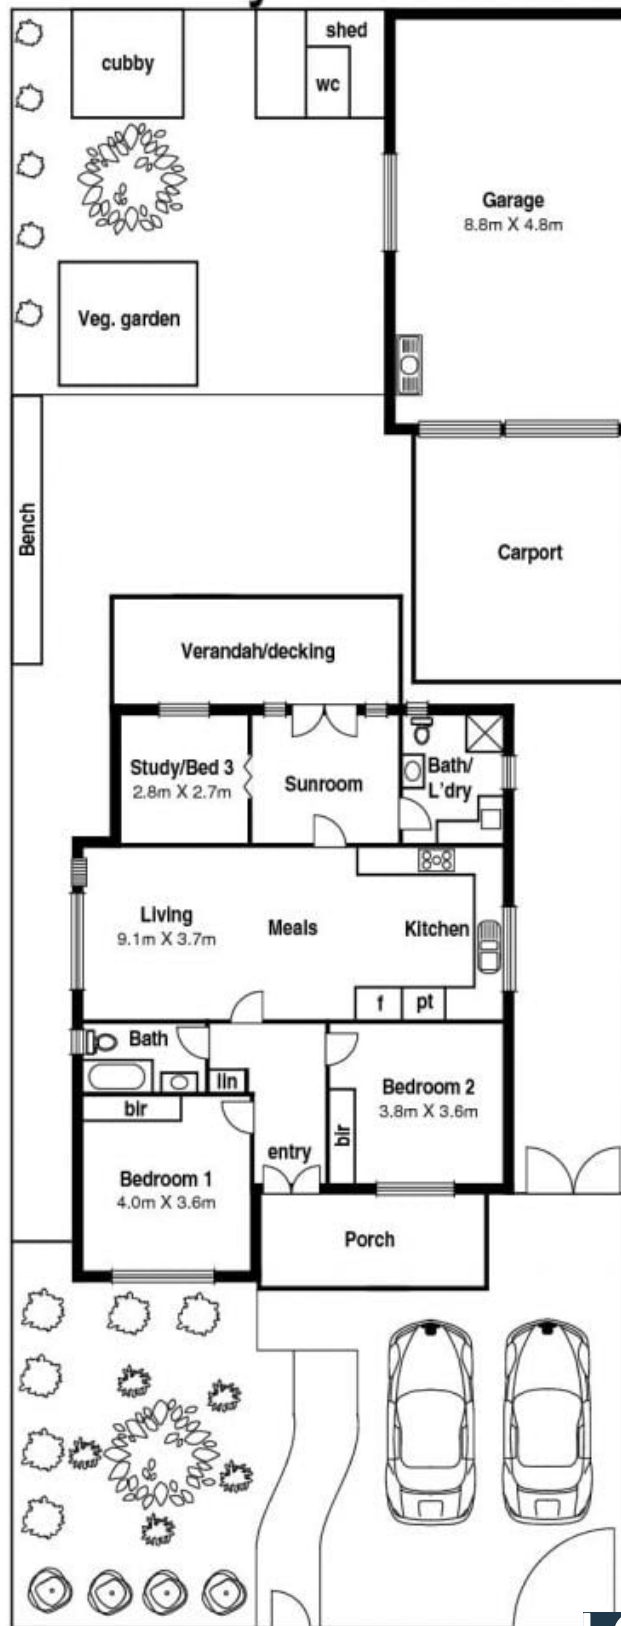 cubby
shed
wc
Garage
8.8m X 4.8m
Veg. garden
Bench
Carport
Verandah/decking
Study/Bed 3
2.8m X 2.7m
Sunroom
Bath/
L'dry
Living
9.1m X 3.7m
Meals
Kitchen
f
pt
Bath
lin
bir
Bedroom 2
3.8m X 3.6m
bir
entry
Bedroom 1
4.0m X 3.6m
Porch